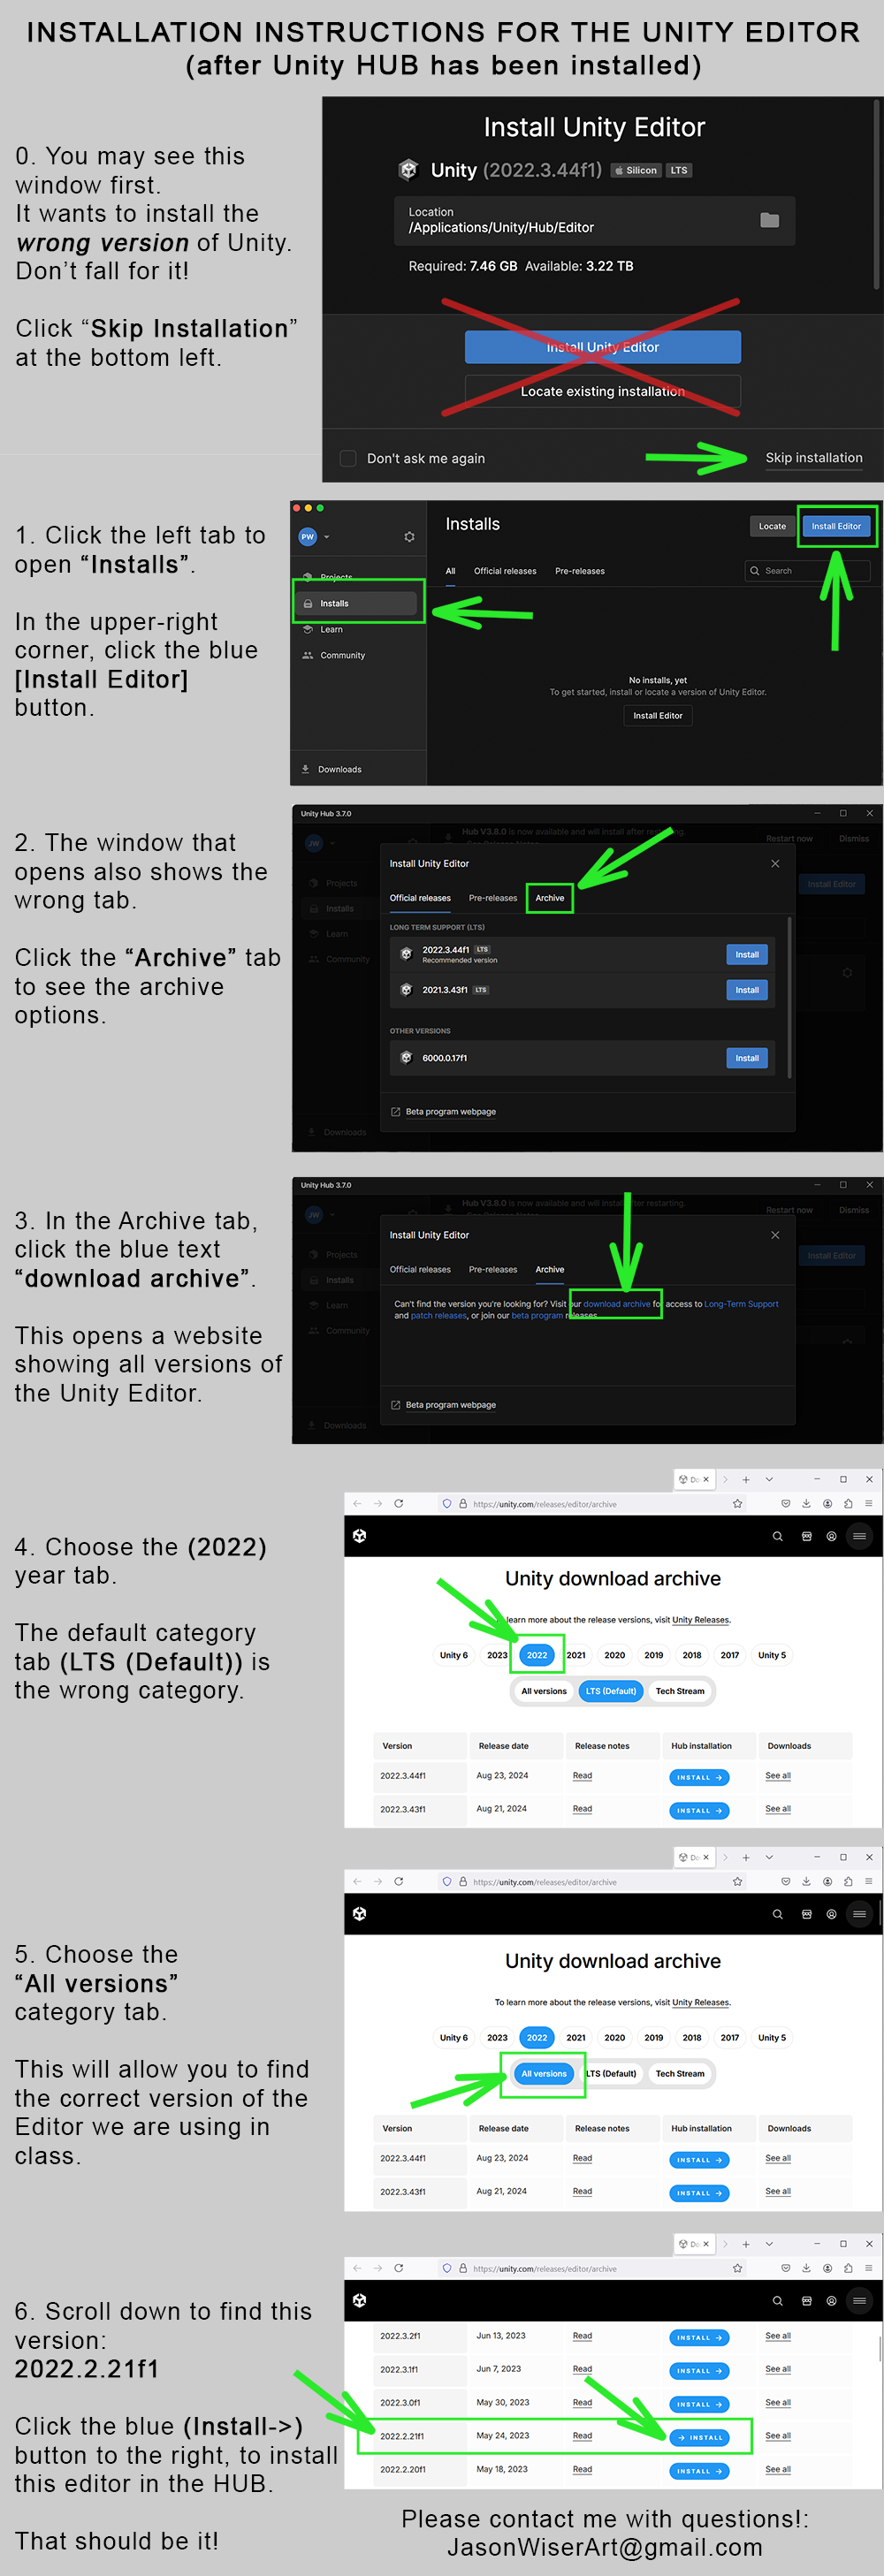 INSTALLATION INSTRUCTIONS FOR THE UNITY EDITOR
(after Unity HUB has been installed)
0. You may see this
window first.
It wants to install the
wrong version of Unity.
Don't fall for it!
Click “Skip Installation”
at the bottom left.
Install Unity Editor
Unity (2022.3.44f1) Silicon LTS
Location
/Applications/Unity/Hub/Editor
Required: 7.46 GB Available: 3.22 TB
Install Unity Editor
Locate existing installation
Don't ask me again
Skip installation
1. Click the left tab to
open “Installs”.
In the upper-right
corner, click the blue
[Install Editor]
button.
PW
Projects
Installs
Learn
Community
Downloads
Installs
Locate
Install Editor
All Official releases Pre-releases
Search
No installs, yet
To get started, install or locate a version of Unity Editor.
Install Editor
2. The window that
opens also shows the
wrong tab.
Click the “Archive” tab
to see the archive
options.
Unity Hub 3.7.0
JW
Hub V3.8.0 is now available and will install after restarting.
See Release Notes
Restart now Dismiss
Projects
Installs
Learn
Community
Downloads
Install Editor
Install Unity Editor
Official releases Pre-releases Archive
LONG TERM SUPPORT (LTS)
2022.3.44f1 LTS
Recommended version
Install
2021.3.43f1 LTS
Install
OTHER VERSIONS
6000.0.17f1
Install
Beta program webpage
3. In the Archive tab,
click the blue text
“download archive”.
This opens a website
showing all versions of
the Unity Editor.
Unity Hub 3.7.0
JW
Hub V3.8.0 is now available and will install after restarting.
See Release Notes
Restart now Dismiss
Projects
Installs
Learn
Community
Downloads
Install Editor
Install Unity Editor
Official releases Pre-releases Archive
Can't find the version you're looking for? Visit our download archive for access to Long-Term Support
and patch releases, or join our beta program releases.
Beta program webpage
4. Choose the (2022)
year tab.
The default category
tab (LTS (Default)) is
the wrong category.
https://unity.com/releases/editor/archive
Unity download archive
learn more about the release versions, visit Unity Releases.
Unity 6 2023 2022 2021 2020 2019 2018 2017 Unity 5
All versions LTS (Default) Tech Stream
Version Release date Release notes Hub installation Downloads
2022.3.44f1 Aug 23, 2024 Read INSTALL → See all
2022.3.43f1 Aug 21, 2024 Read INSTALL → See all
5. Choose the
“All versions”
category tab.
This will allow you to find
the correct version of the
Editor we are using in
class.
https://unity.com/releases/editor/archive
Unity download archive
To learn more about the release versions, visit Unity Releases.
Unity 6 2023 2022 2021 2020 2019 2018 2017 Unity 5
All versions LTS (Default) Tech Stream
Version Release date Release notes Hub installation Downloads
2022.3.44f1 Aug 23, 2024 Read INSTALL → See all
2022.3.43f1 Aug 21, 2024 Read INSTALL → See all
6. Scroll down to find this
version:
2022.2.21f1
Click the blue (Install->)
button to the right, to install
this editor in the HUB.
That should be it!
https://unity.com/releases/editor/archive
2022.3.2f1 Jun 13, 2023 Read INSTALL → See all
2022.3.1f1 Jun 7, 2023 Read INSTALL → See all
2022.3.0f1 May 30, 2023 Read INSTALL → See all
2022.2.21f1 May 24, 2023 Read → INSTALL See all
2022.2.20f1 May 18, 2023 Read INSTALL → See all
Please contact me with questions!:
JasonWiserArt@gmail.com